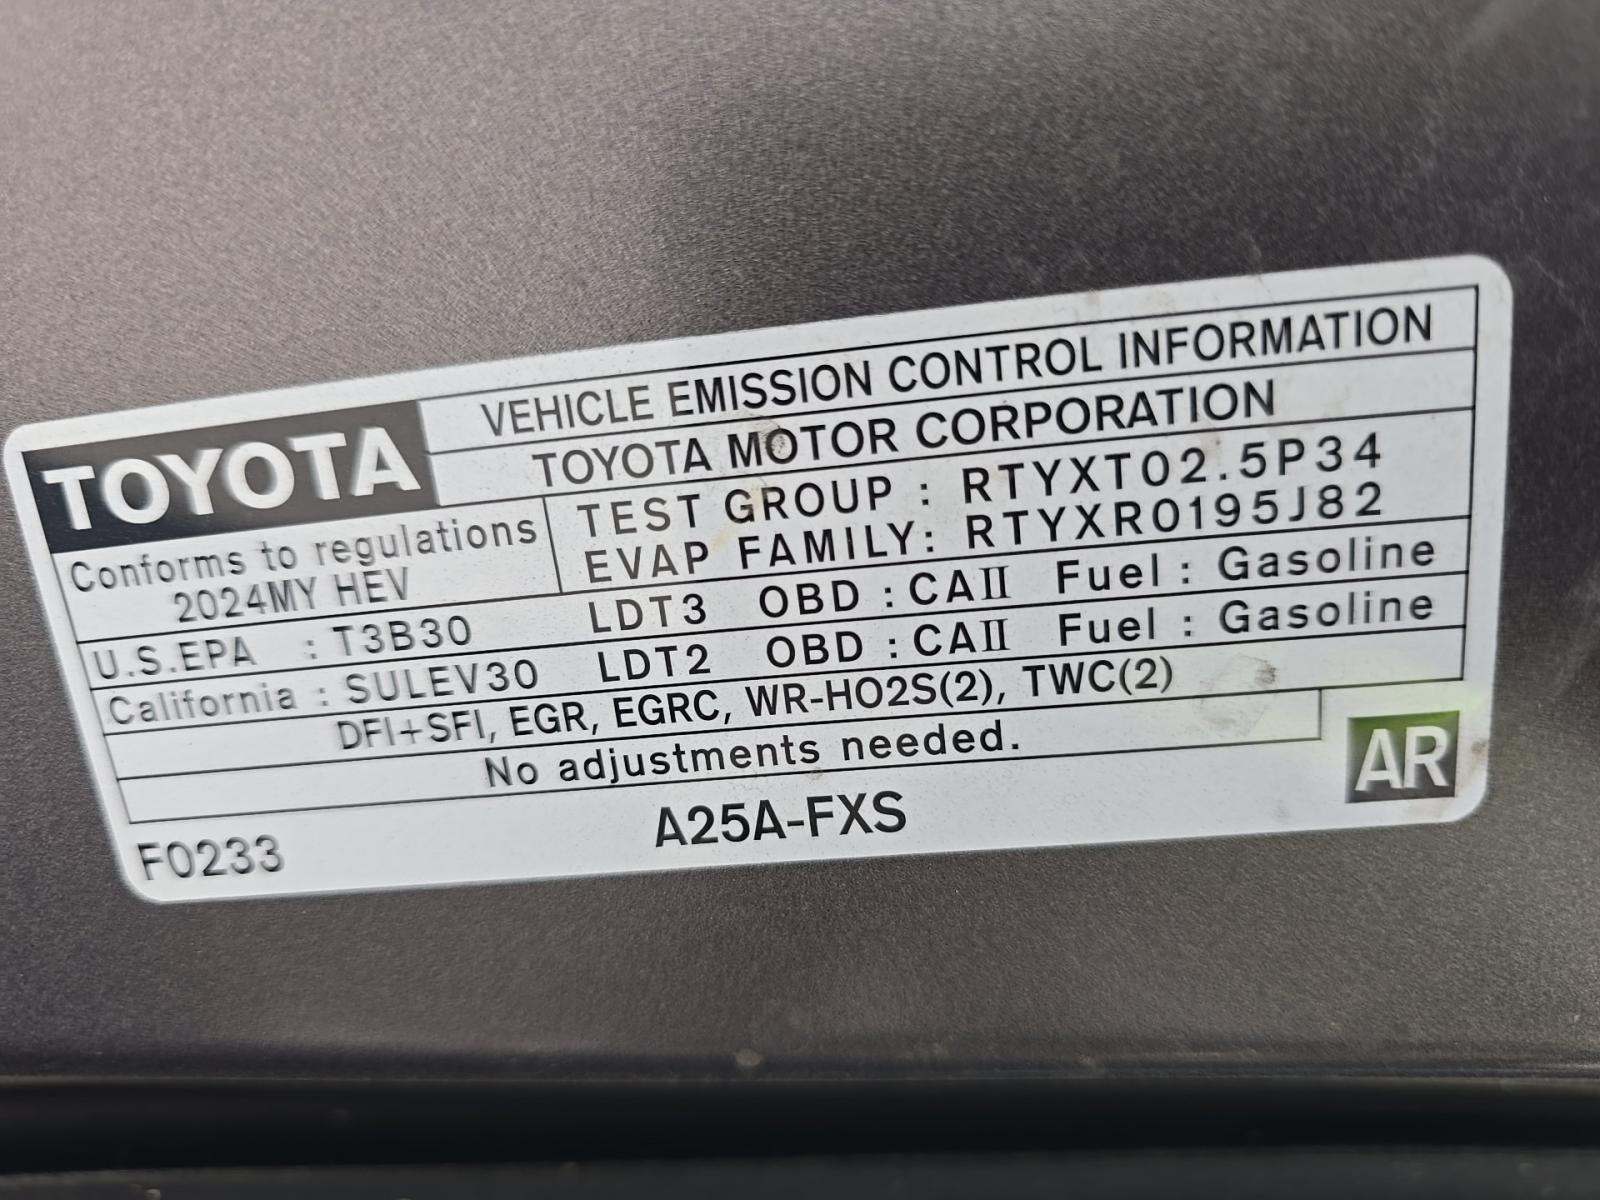 TOYOTA
VEHICLE EMISSION CONTROL INFORMATION
TOYOTA MOTOR CORPORATION
Conforms to regulations
2024MY HEV
TEST GROUP : RTYXT02.5P34
EVAP FAMILY: RTYXR0195J82
U.S.EPA : T3B30 LDT3 OBD : CAII Fuel : Gasoline
California : SULEV30 LDT2 OBD : CAII Fuel : Gasoline
DFI+SFI, EGR, EGRC, WR-HO2S(2), TWC(2)
No adjustments needed.
AR
A25A-FXS
F0233